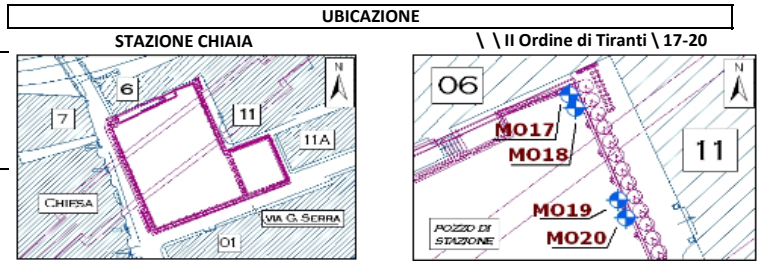 UBICAZIONE
STAZIONE CHIAIA
\ \ II Ordine di Tiranti \ 17-20
N
6
7
11
11A
CHIESA
VIA G. SERRA
01
N
06
MO17
MO18
11
MO19
POZZO DI
STAZIONE
MO20